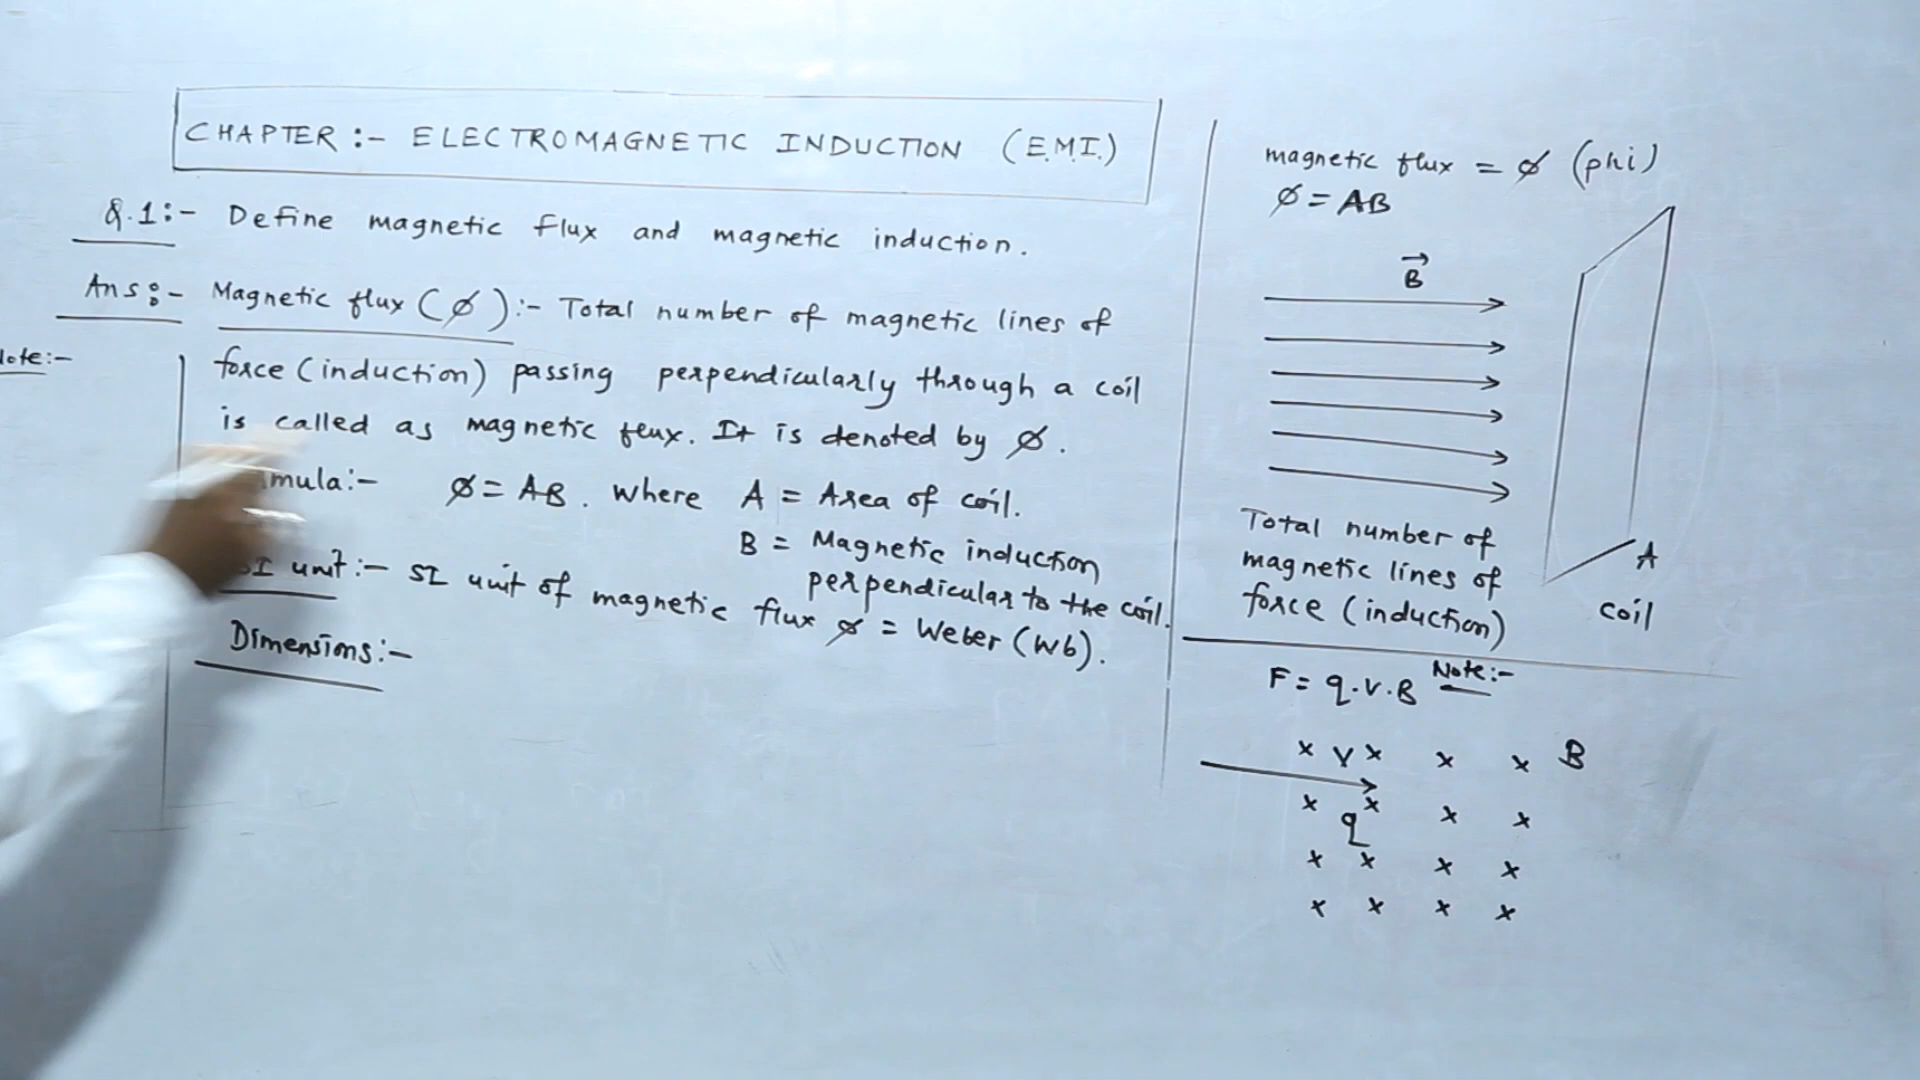 CHAPTER :- ELECTROMAGNETIC INDUCTION (E.M.I.)
Q.1:- Define magnetic flux and magnetic induction.
Ans:- Magnetic flux (ϕ) :- Total number of magnetic lines of
force (induction) passing perpendicularly through a coil
is called as magnetic flux. It is denoted by ϕ.
mula:- ϕ = AB. Where A = Area of coil.
B = Magnetic induction
perpendicular to the coil.
SI unit:- SI unit of magnetic flux ϕ = Weber (Wb).
Dimensions:-
Note:-
magnetic flux = ϕ (phi)
ϕ = AB
B
A
coil
Total number of
magnetic lines of
force (induction)
F = q.v.B Note:-
x v x x x B
x x x x
q
x x x x
x x x x